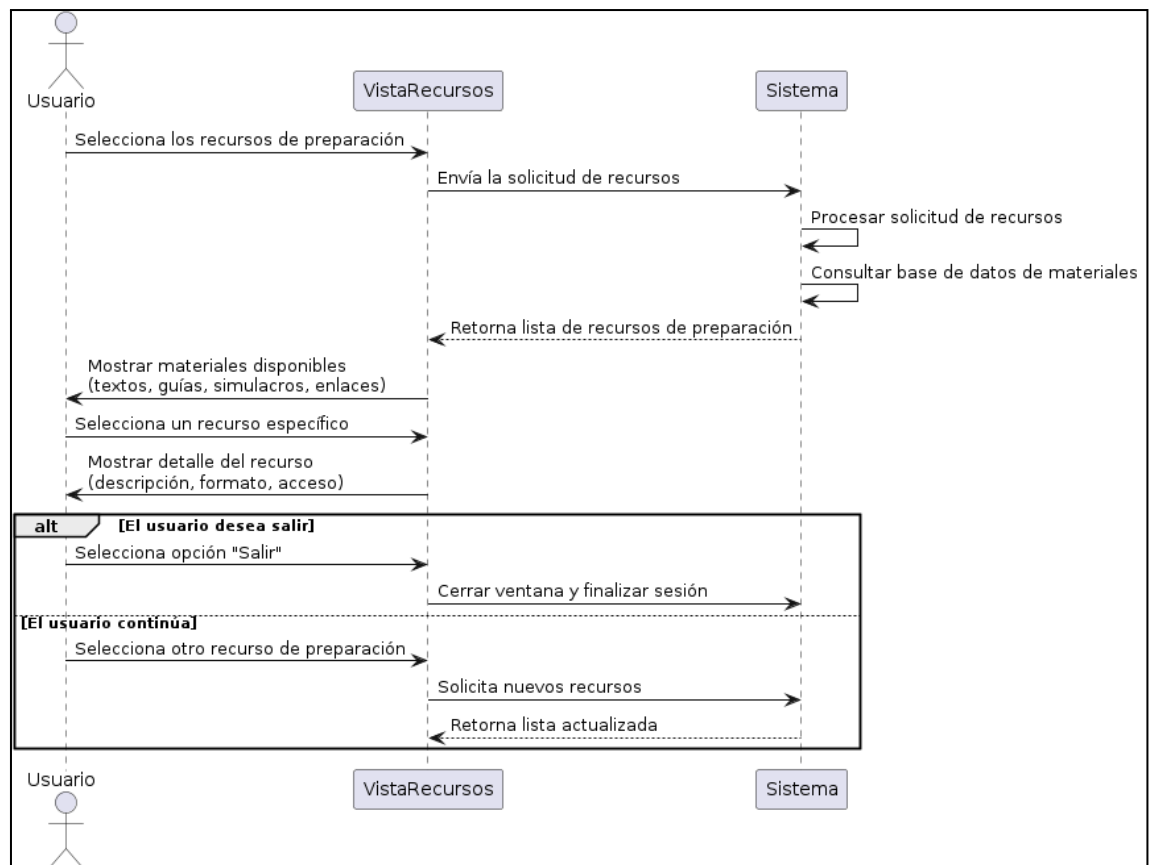 Usuario
VistaRecursos
Sistema
Selecciona los recursos de preparación
Envía la solicitud de recursos
Procesar solicitud de recursos
Consultar base de datos de materiales
Retorna lista de recursos de preparación
Mostrar materiales disponibles
(textos, guías, simulacros, enlaces)
Selecciona un recurso específico
Mostrar detalle del recurso
(descripción, formato, acceso)
alt [El usuario desea salir]
Selecciona opción "Salir"
Cerrar ventana y finalizar sesión
[El usuario continúa]
Selecciona otro recurso de preparación
Solicita nuevos recursos
Retorna lista actualizada
Usuario
VistaRecursos
Sistema